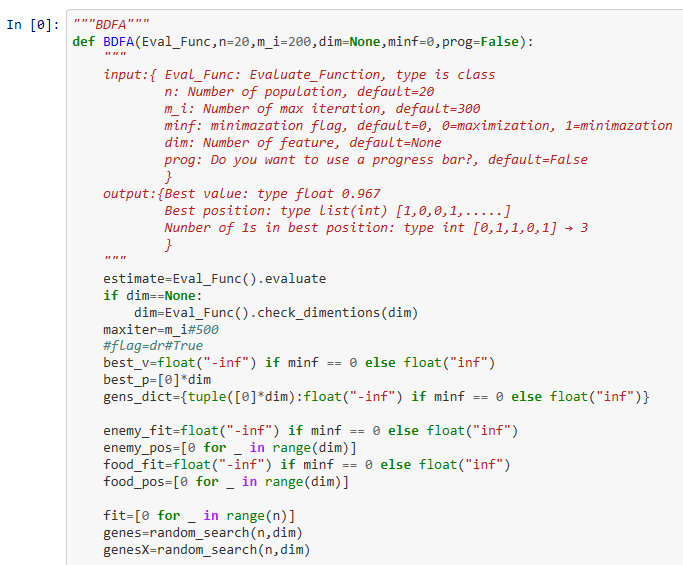 In [0]: """BDFA"""
def BDFA(Eval_Func,n=20,m_i=200,dim=None,minf=0,prog=False):
    """
    input:{ Eval_Func: Evaluate_Function, type is class
            n: Number of population, default=20
            m_i: Number of max iteration, default=300
            minf: minimazation flag, default=0, 0=maximization, 1=minimazation
            dim: Number of feature, default=None
            prog: Do you want to use a progress bar?, default=False
            }
    output:{Best value: type float 0.967
            Best position: type list(int) [1,0,0,1,.....]
            Nunber of 1s in best position: type int [0,1,1,0,1] → 3
            }
    """
    estimate=Eval_Func().evaluate
    if dim==None:
        dim=Eval_Func().check_dimentions(dim)
    maxiter=m_i#500
    #flag=dr#True
    best_v=float("-inf") if minf == 0 else float("inf")
    best_p=[0]*dim
    gens_dict={tuple([0]*dim):float("-inf") if minf == 0 else float("inf")}
    enemy_fit=float("-inf") if minf == 0 else float("inf")
    enemy_pos=[0 for _ in range(dim)]
    food_fit=float("-inf") if minf == 0 else float("inf")
    food_pos=[0 for _ in range(dim)]
    fit=[0 for _ in range(n)]
    genes=random_search(n,dim)
    genesX=random_search(n,dim)